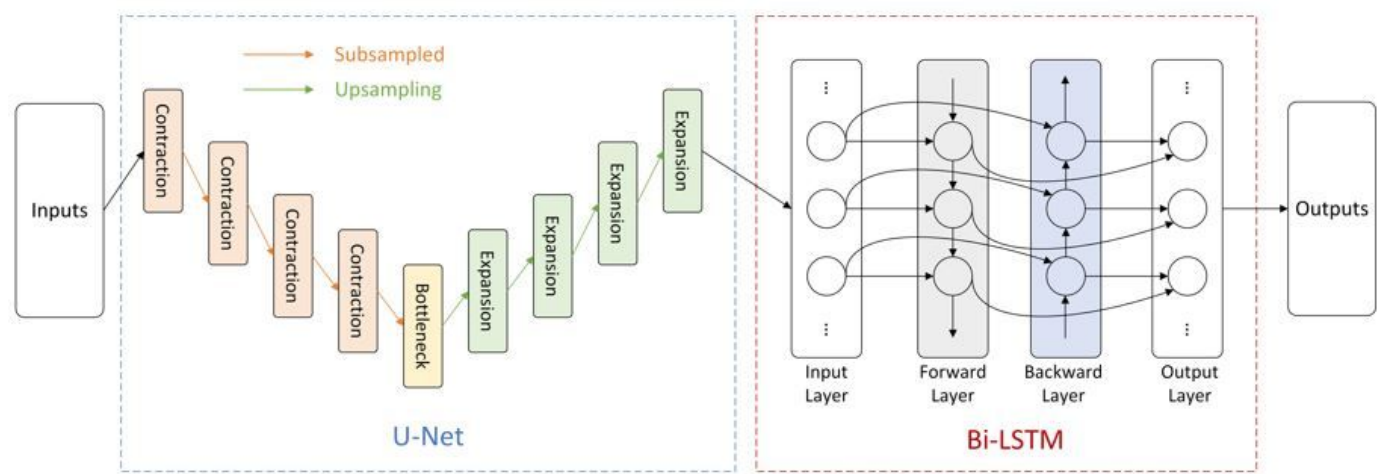 Subsampled
Upsampling
Inputs
Contraction
Contraction
Contraction
Contraction
Bottleneck
Expansion
Expansion
Expansion
Expansion
U-Net
...
...
...
...
Input
Layer
Forward
Layer
Backward
Layer
Output
Layer
Bi-LSTM
Outputs